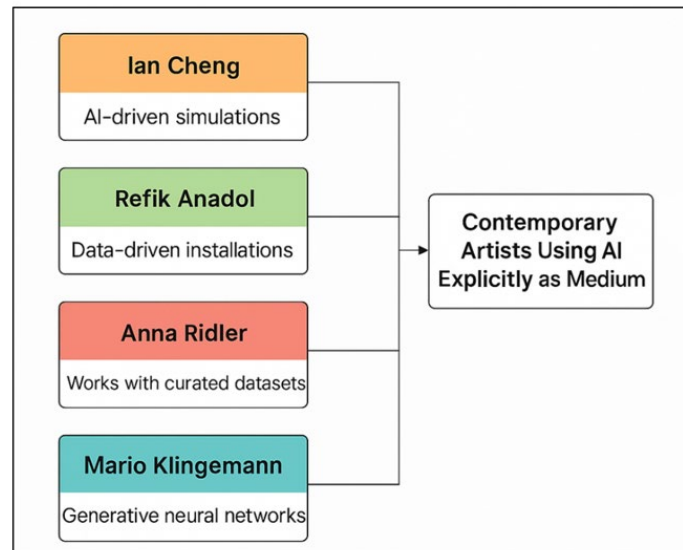 Ian Cheng
AI-driven simulations
Refik Anadol
Data-driven installations
Anna Ridler
Works with curated datasets
Mario Klingemann
Generative neural networks
Contemporary
Artists Using AI
Explicitly as Medium